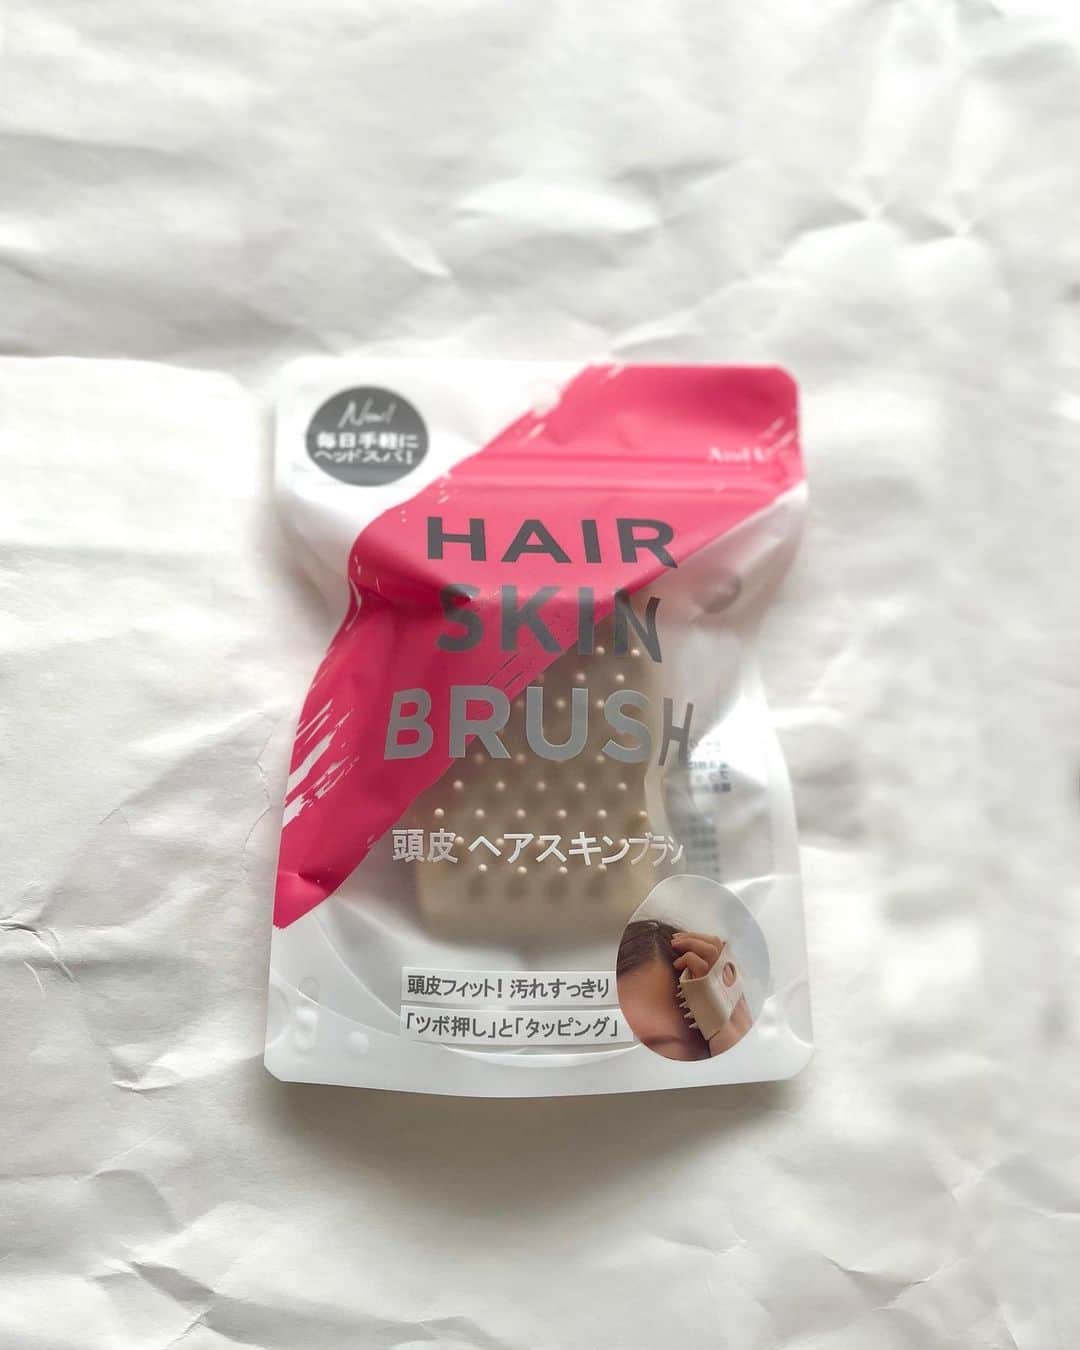 New!
毎日手軽に
ヘッドスパ!
HAIR
SKIN
BRUSH
頭皮 ヘアスキンブラシ
頭皮フィット! 汚れすっきり
「ツボ押し」と「タッピング」